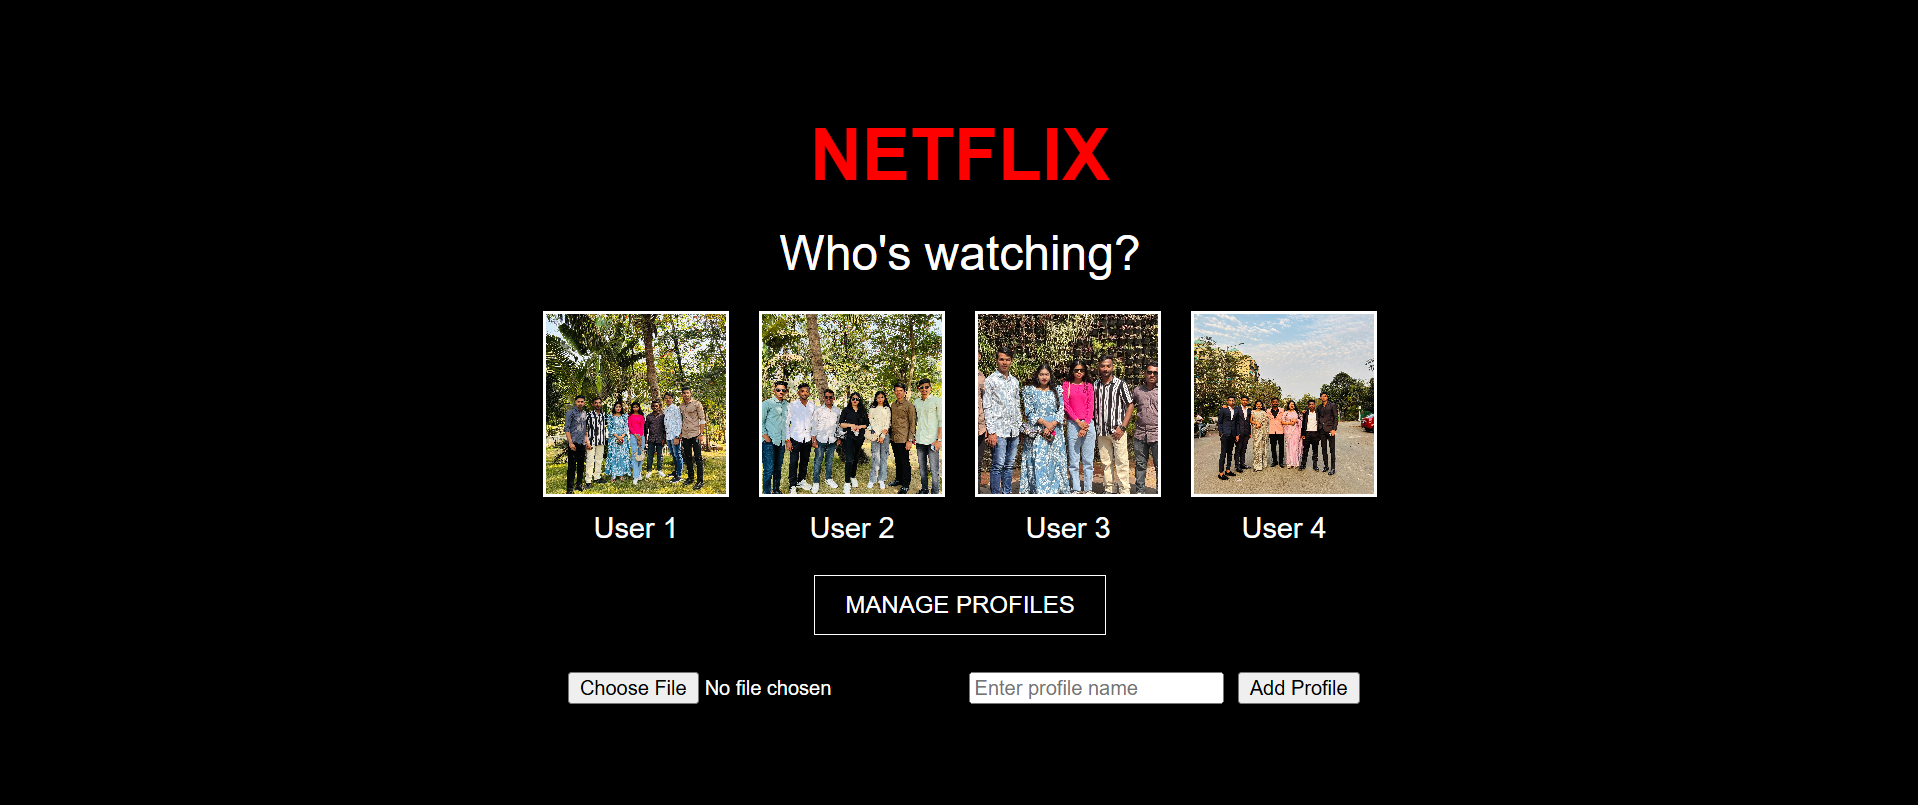 NETFLIX
Who's watching?
User 1 User 2 User 3 User 4
MANAGE PROFILES
Choose File No file chosen Enter profile name Add Profile